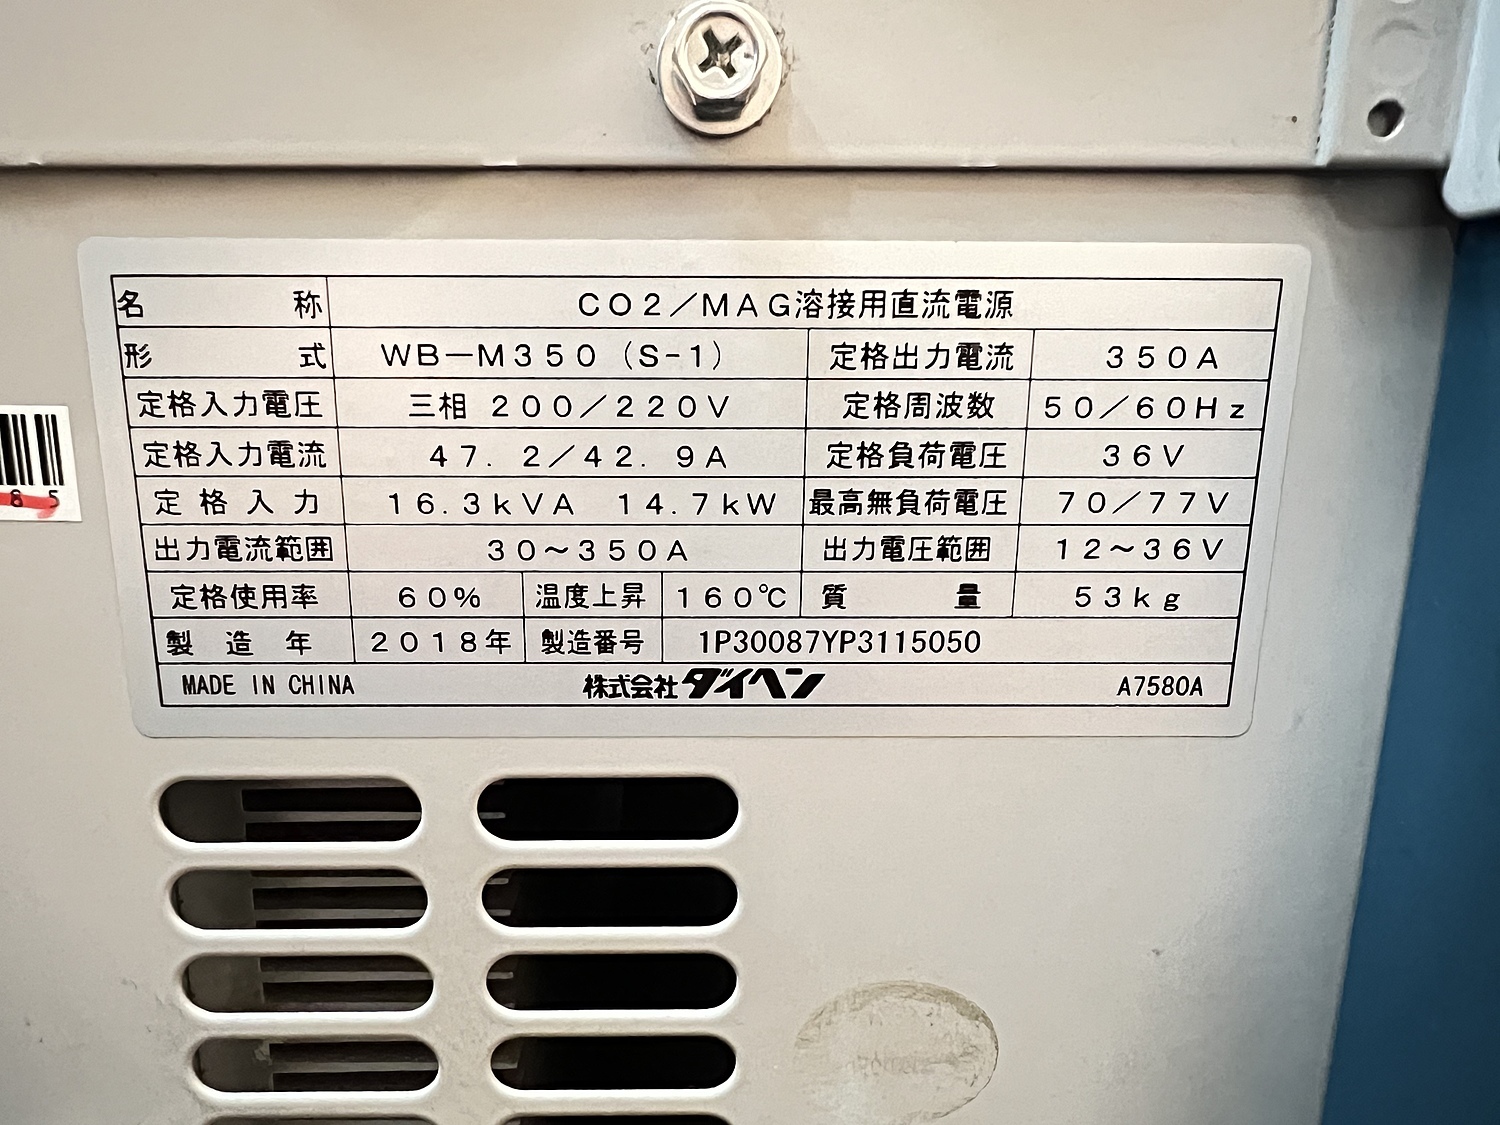 名称 CO2／MAG溶接用直流電源
形式 WB－M350（S-1） 定格出力電流 350A
定格入力電圧 三相 200／220V 定格周波数 50／60Hz
定格入力電流 47.2／42.9A 定格負荷電圧 36V
定格入力 16.3kVA 14.7kW 最高無負荷電圧 70／77V
出力電流範囲 30～350A 出力電圧範囲 12～36V
定格使用率 60% 温度上昇 160℃ 質量 53kg
製造年 2018年 製造番号 1P30087YP3115050
MADE IN CHINA 株式会社ダイヘン A7580A
85